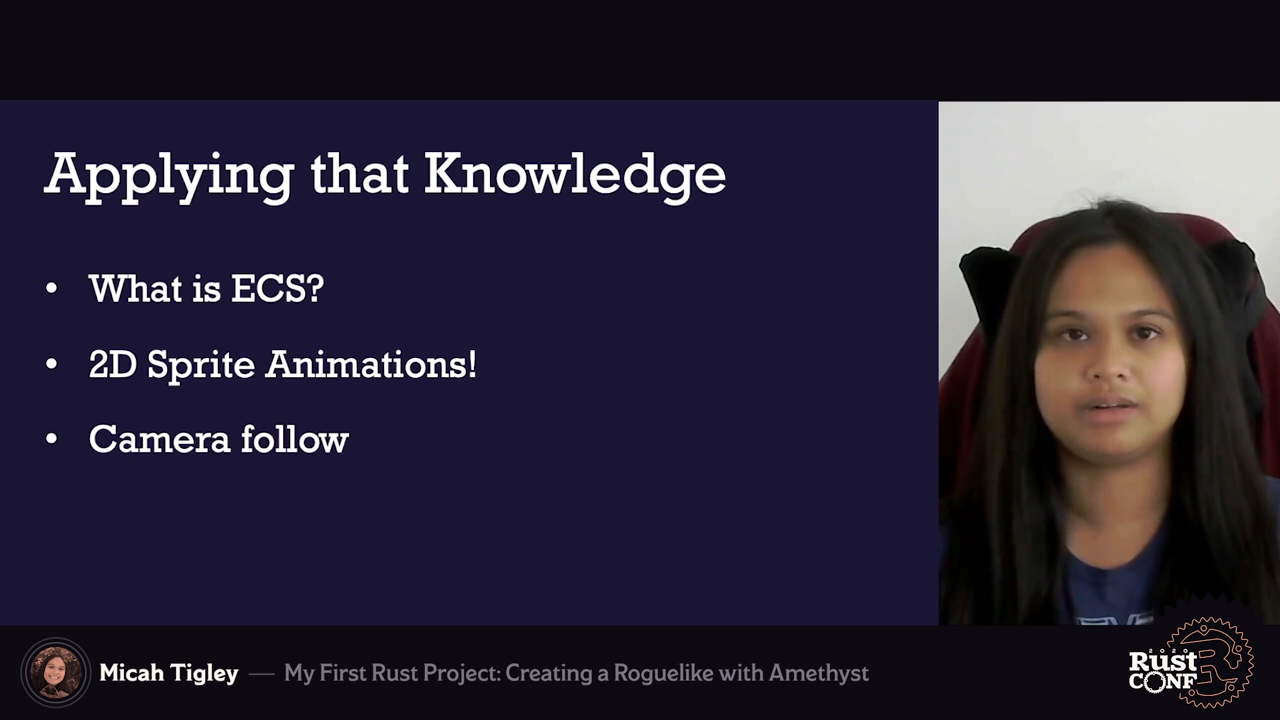 Applying that Knowledge
• What is ECS?
• 2D Sprite Animations!
• Camera follow
Micah Tigley — My First Rust Project: Creating a Roguelike with Amethyst
2020
RUST
CONF